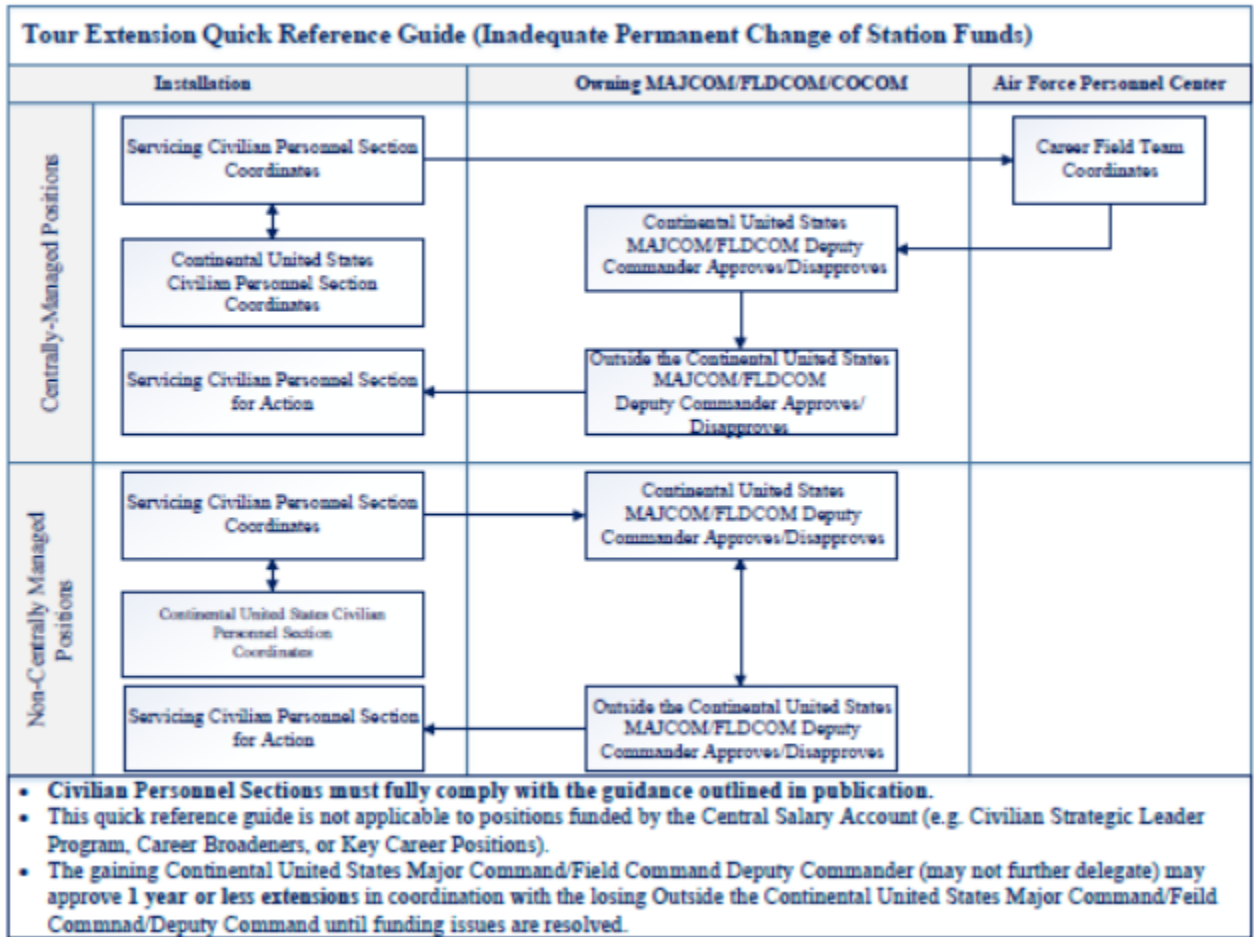 Tour Extension Quick Reference Guide (Inadequate Permanent Change of Station Funds)
Installation
Owning MAJCOM/FLDCOM/COCOM
Air Force Personnel Center
Centrally-Managed Positions
Servicing Civilian Personnel Section
Coordinates
Career Field Team
Coordinates
Continental United States
MAJCOM/FLDCOM Deputy
Commander Approves/Disapproves
Continental United States
Civilian Personnel Section
Coordinates
Servicing Civilian Personnel Section
for Action
Outside the Continental United States
MAJCOM/FLDCOM
Deputy Commander Approves/
Disapproves
Non-Centrally Managed
Positions
Servicing Civilian Personnel Section
Coordinates
Continental United States
MAJCOM/FLDCOM Deputy
Commander Approves/Disapproves
Continental United States Civilian
Personnel Section
Coordinates
Servicing Civilian Personnel Section
for Action
Outside the Continental United States
MAJCOM/FLDCOM Deputy
Commander Approves/Disapproves
• Civilian Personnel Sections must fully comply with the guidance outlined in publication.
• This quick reference guide is not applicable to positions funded by the Central Salary Account (e.g. Civilian Strategic Leader
Program, Career Broadeners, or Key Career Positions).
• The gaining Continental United States Major Command/Field Command Deputy Commander (may not further delegate) may
approve 1 year or less extensions in coordination with the losing Outside the Continental United States Major Command/Feild
Commnad/Deputy Command until funding issues are resolved.